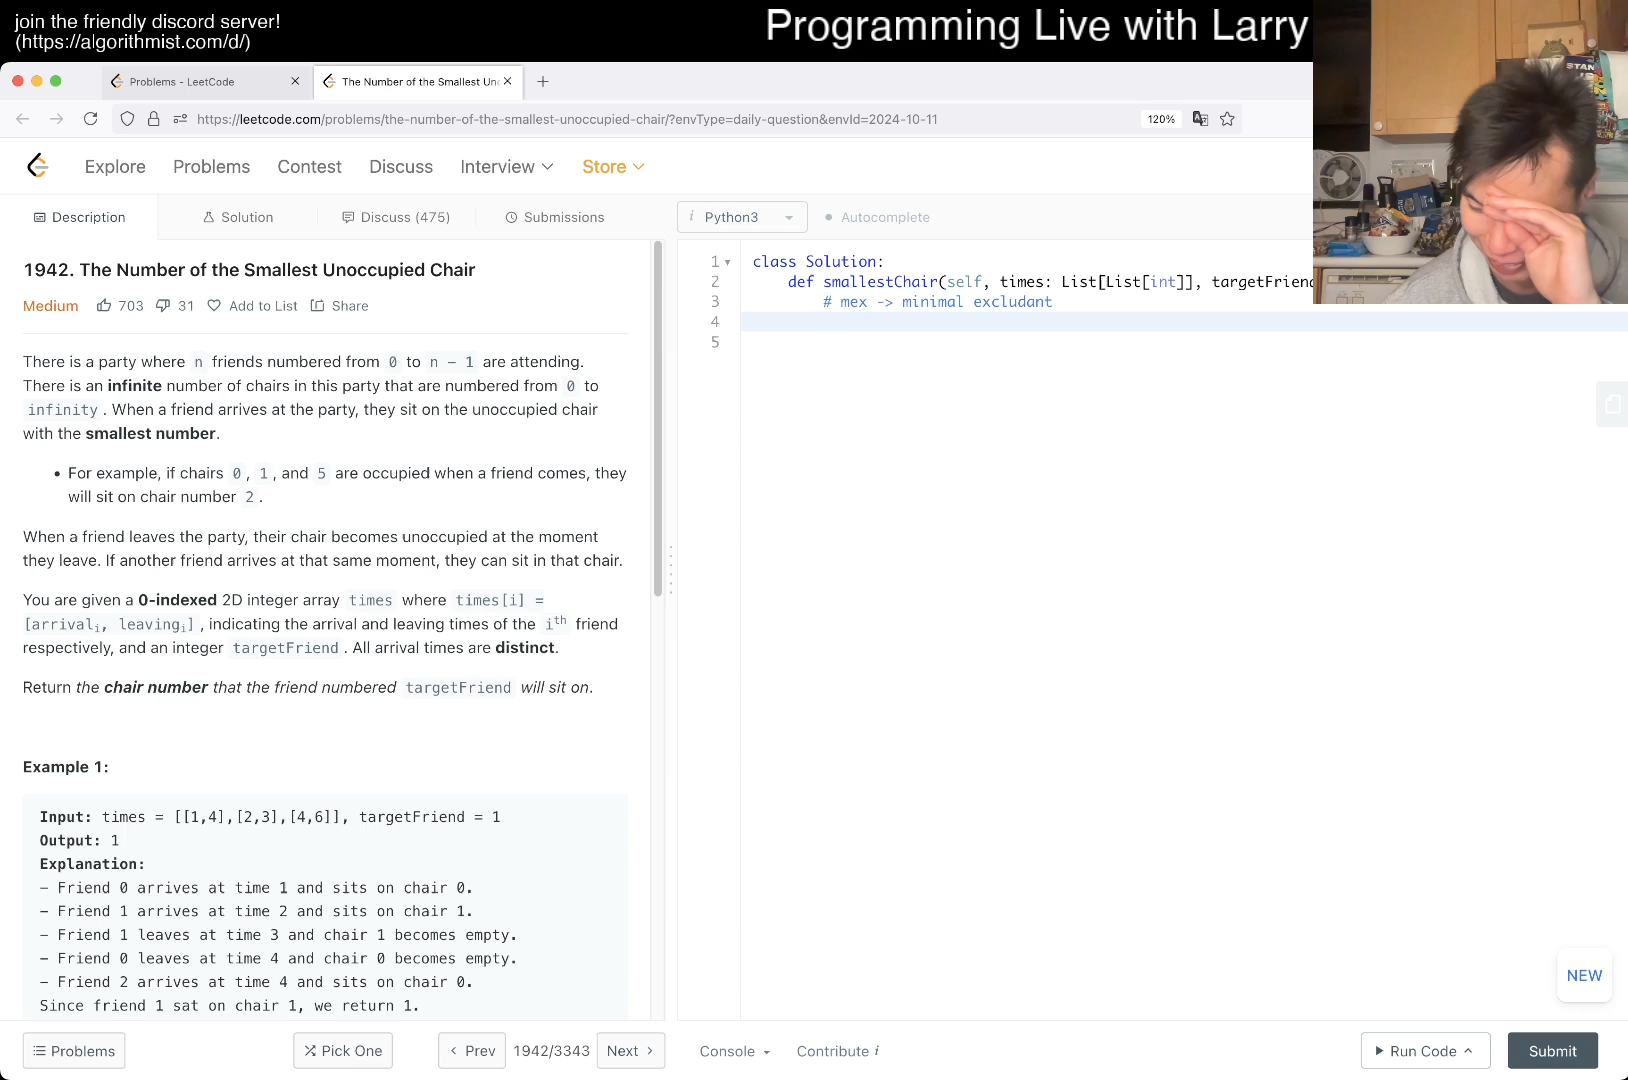 join the friendly discord server!
(https://algorithmist.com/d/)
Programming Live with Larry
Problems - LeetCode
The Number of the Smallest Un
https://leetcode.com/problems/the-number-of-the-smallest-unoccupied-chair/?envType=daily-question&envId=2024-10-11
120%
Explore
Problems
Contest
Discuss
Interview
Store
Description
Solution
Discuss (475)
Submissions
i Python3
Autocomplete
1942. The Number of the Smallest Unoccupied Chair
Medium 703 31 Add to List Share
There is a party where n friends numbered from 0 to n - 1 are attending.
There is an infinite number of chairs in this party that are numbered from 0 to
infinity. When a friend arrives at the party, they sit on the unoccupied chair
with the smallest number.
• For example, if chairs 0, 1, and 5 are occupied when a friend comes, they
will sit on chair number 2.
When a friend leaves the party, their chair becomes unoccupied at the moment
they leave. If another friend arrives at that same moment, they can sit in that chair.
You are given a 0-indexed 2D integer array times where times[i] =
[arrivali, leavingi], indicating the arrival and leaving times of the ith friend
respectively, and an integer targetFriend. All arrival times are distinct.
Return the chair number that the friend numbered targetFriend will sit on.
Example 1:
Input: times = [[1,4],[2,3],[4,6]], targetFriend = 1
Output: 1
Explanation:
- Friend 0 arrives at time 1 and sits on chair 0.
- Friend 1 arrives at time 2 and sits on chair 1.
- Friend 1 leaves at time 3 and chair 1 becomes empty.
- Friend 0 leaves at time 4 and chair 0 becomes empty.
- Friend 2 arrives at time 4 and sits on chair 0.
Since friend 1 sat on chair 1, we return 1.
1 class Solution:
2 def smallestChair(self, times: List[List[int]], targetFriend
3 # mex -> minimal excludant
4
5
STAN
NEW
Problems
Pick One
Prev
1942/3343
Next
Console
Contribute i
Run Code
Submit